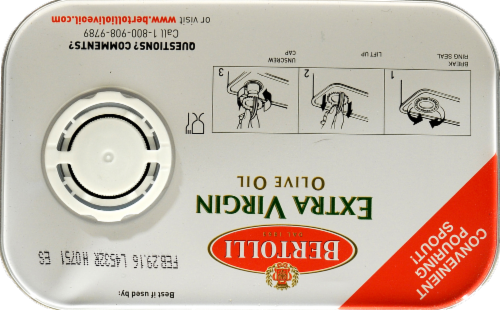 CONVENIENT
POURING
SPOUT!
BERTOLLI
EXTRA VIRGIN
OLIVE OIL
Best if used by:
FEB.29.16 L4532R H0751 ES
1
BREAK
RING SEAL
2
LIFT UP
3
UNSCREW
CAP
QUESTIONS? COMMENTS?
Call 1-800-908-9789
or visit
www.bertollioliveoil.com